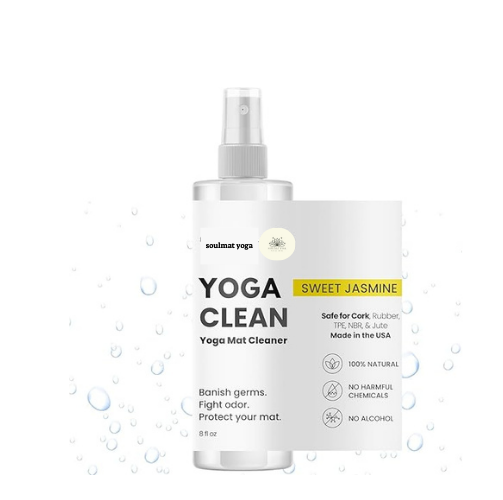 soulmat yoga
YOGA
CLEAN
Yoga Mat Cleaner
Banish germs.
Fight odor.
Protect your mat.
8 fl oz
SWEET JASMINE
Safe for Cork, Rubber,
TPE, NBR, & Jute
Made in the USA
100% NATURAL
NO HARMFUL
CHEMICALS
NO ALCOHOL